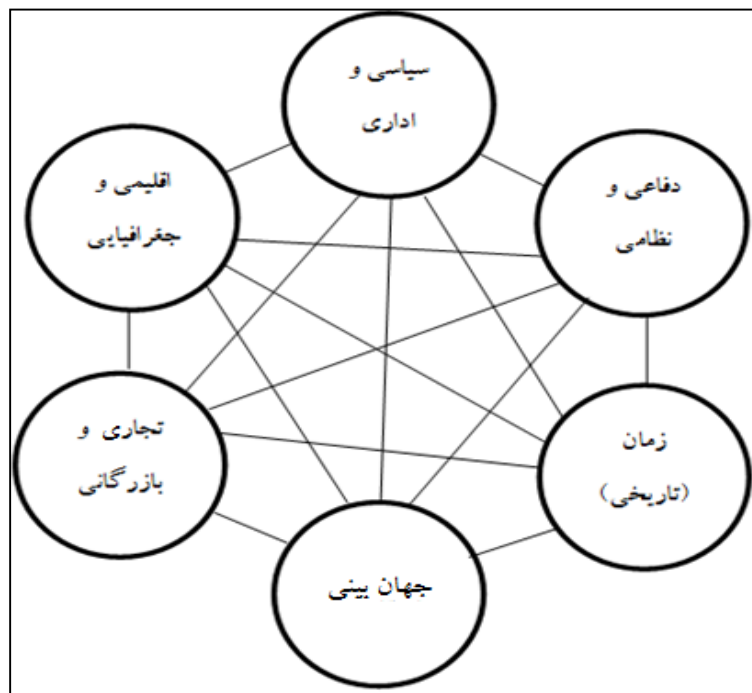 سیاسی و
اداری
دفاعی و
نظامی
اقلیمی و
جغرافیایی
زمان
(تاریخی)
تجاری و
بازرگانی
جهان بینی